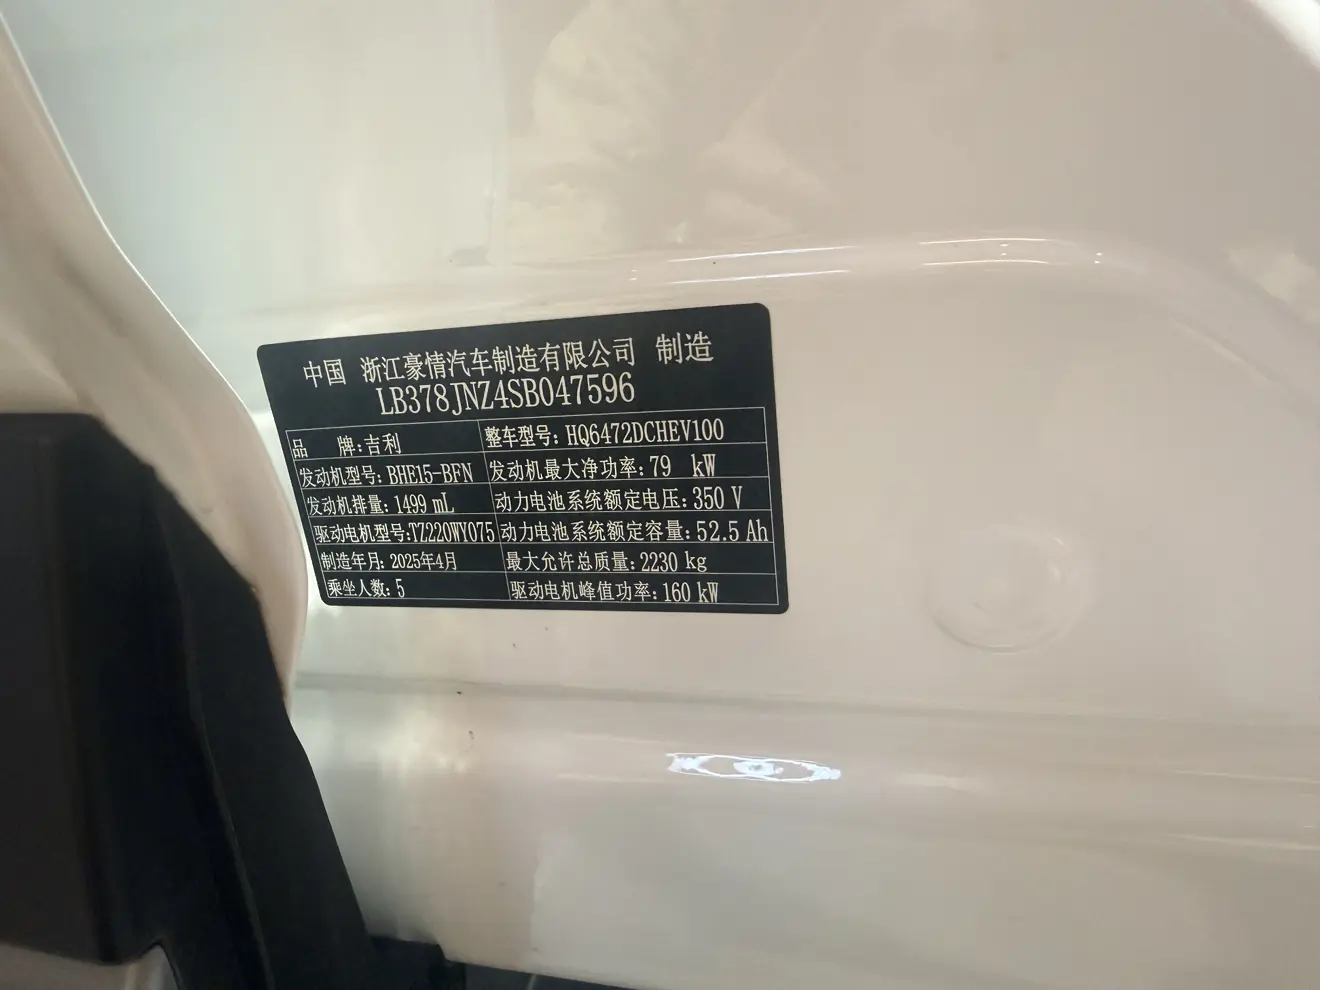 中国 浙江豪情汽车制造有限公司 制造
LB378JNZ4SB047596
品 牌:吉利 整车型号:HQ6472DCHEV100
发动机型号:BHE15-BFN 发动机最大净功率:79 kW
发动机排量:1499 mL 动力电池系统额定电压:350 V
驱动电机型号:TZ220WY075 动力电池系统额定容量:52.5 Ah
制造年月:2025年4月 最大允许总质量:2230 kg
乘坐人数:5 驱动电机峰值功率:160 kW